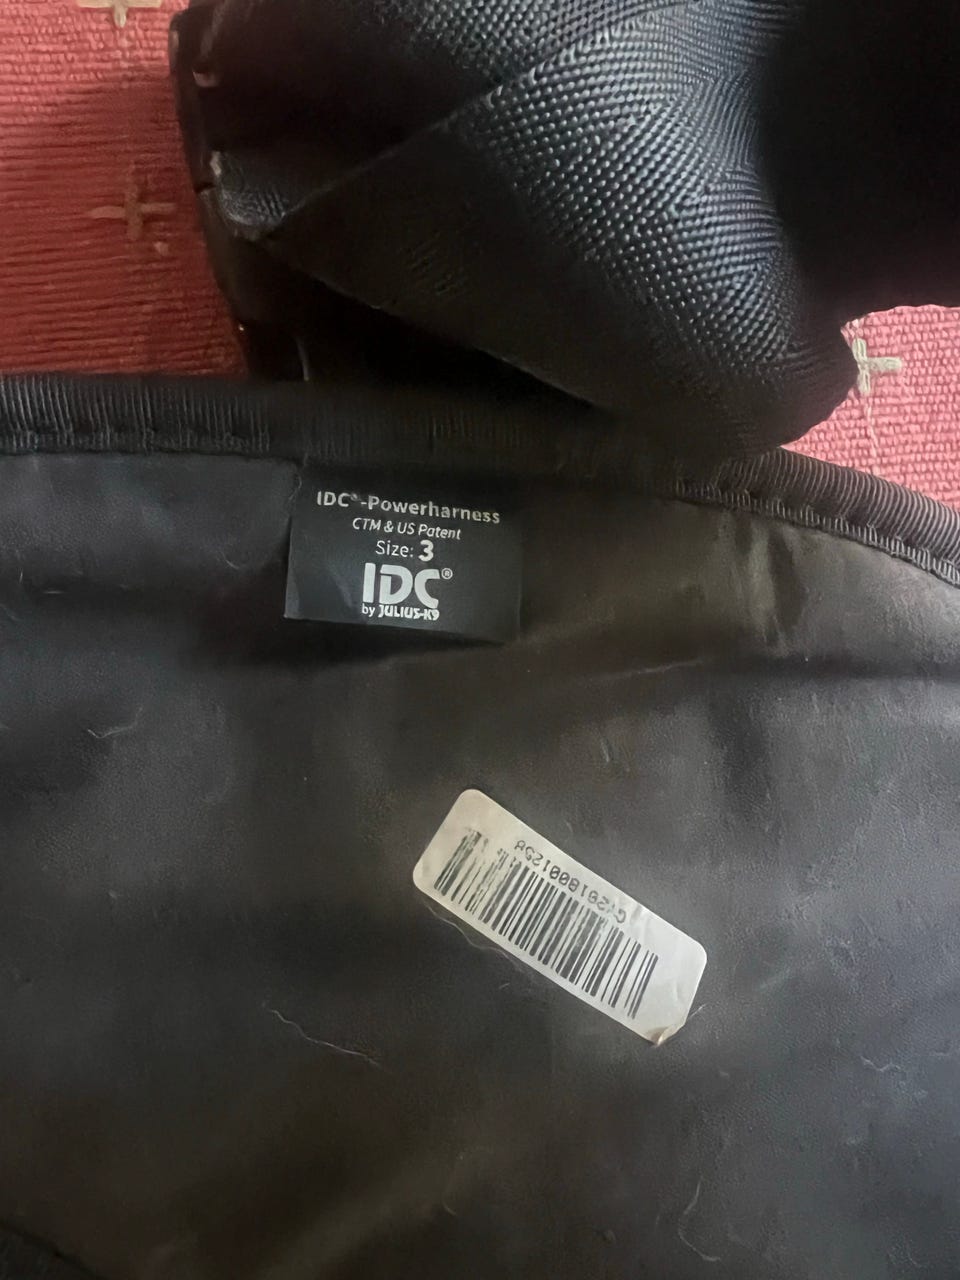 IDC®-Powerharness
CTM & US Patent
Size: 3
IDC®
by JULIUS-K9